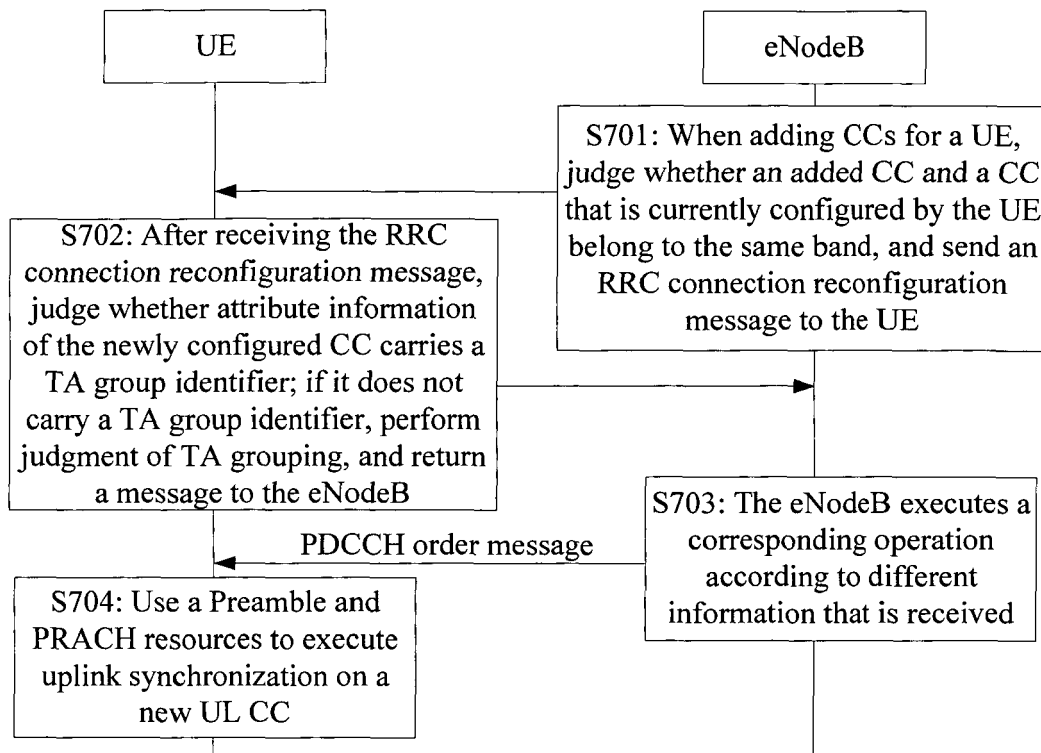 UE
eNodeB
S701: When adding CCs for a UE,
judge whether an added CC and a CC
that is currently configured by the UE
belong to the same band, and send an
RRC connection reconfiguration
message to the UE
S702: After receiving the RRC
connection reconfiguration message,
judge whether attribute information
of the newly configured CC carries a
TA group identifier; if it does not
carry a TA group identifier, perform
judgment of TA grouping, and return
a message to the eNodeB
S703: The eNodeB executes a
corresponding operation
according to different
information that is received
PDCCH order message
S704: Use a Preamble and
PRACH resources to execute
uplink synchronization on a
new UL CC